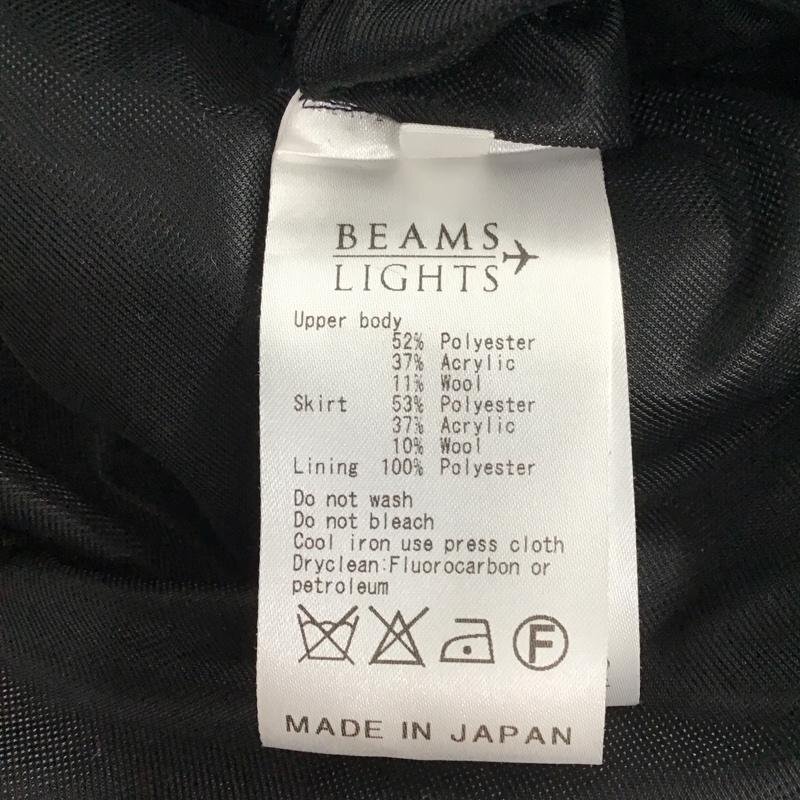 BEAMS
LIGHTS
Upper body
52% Polyester
37% Acrylic
11% Wool
Skirt 53% Polyester
37% Acrylic
10% Wool
Lining 100% Polyester
Do not wash
Do not bleach
Cool iron use press cloth
Dryclean:Fluorocarbon or
petroleum
F
MADE IN JAPAN